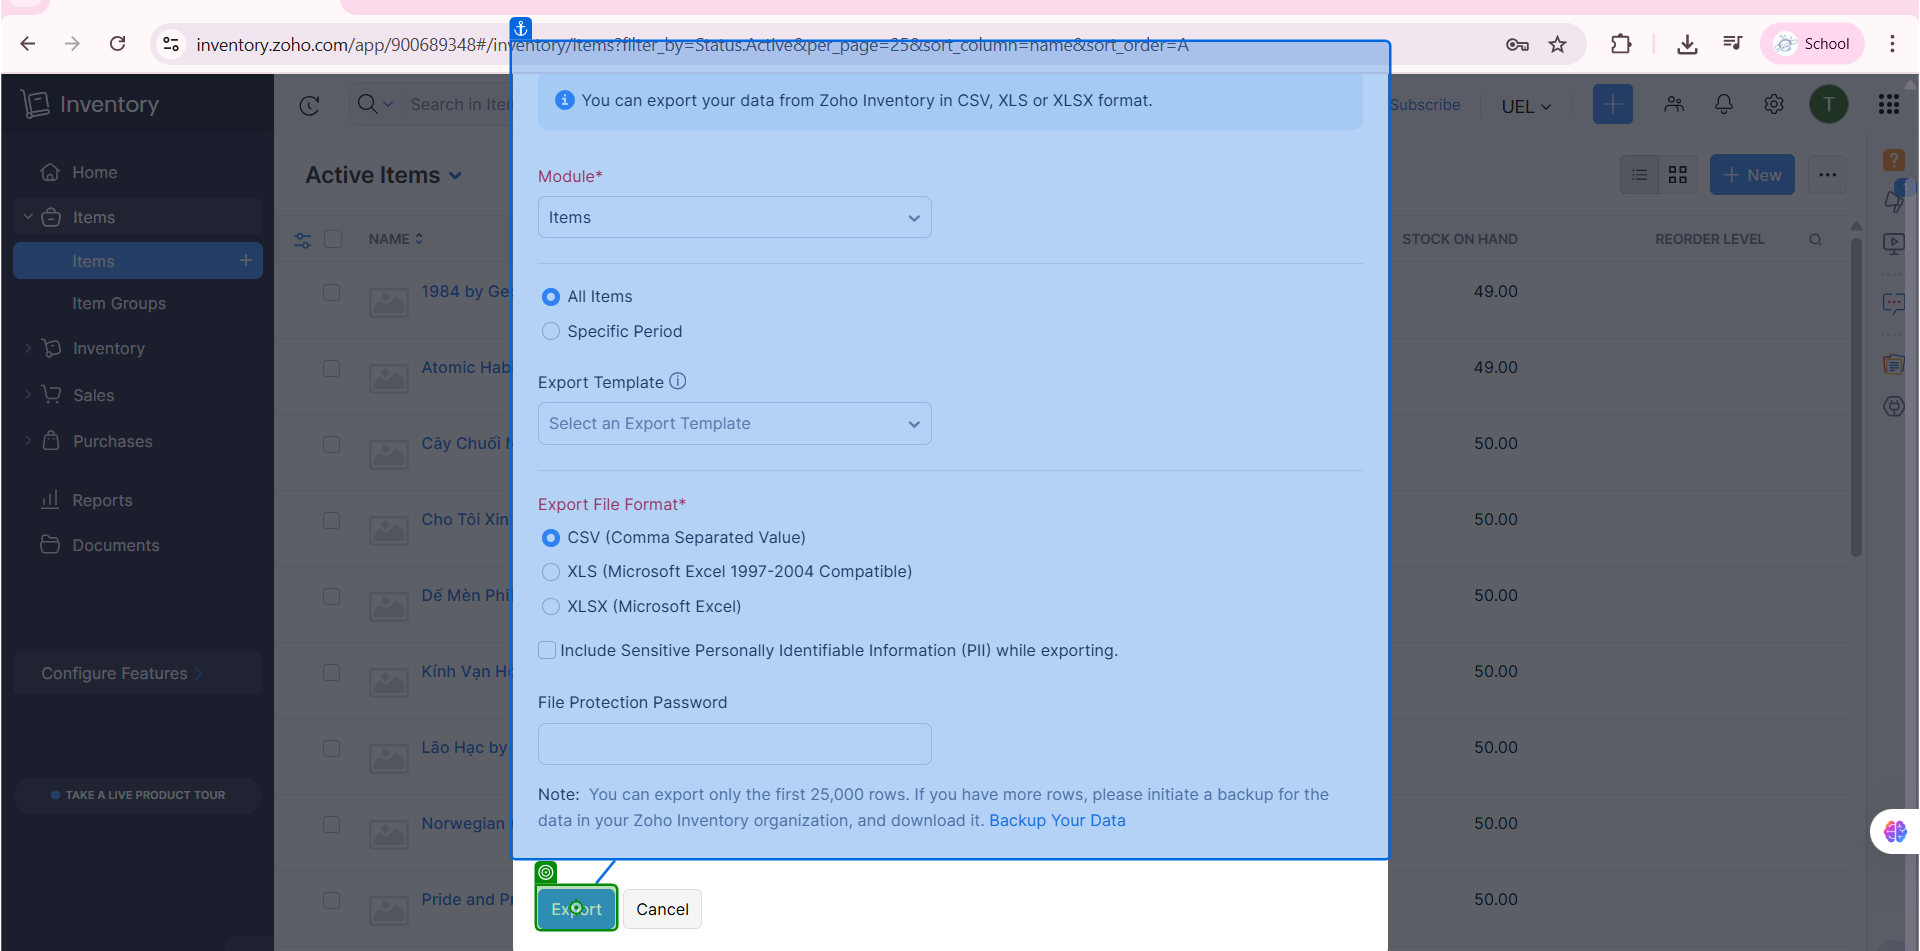 inventory.zoho.com/app/900689348#/inventory/items?filter_by=Status.Active&per_page=25&sort_column=name&sort_order=A
School
Inventory
Search in Iter
Subscribe
UEL
T
You can export your data from Zoho Inventory in CSV, XLS or XLSX format.
Home
Items
Items
Item Groups
Inventory
Sales
Purchases
Reports
Documents
Configure Features
TAKE A LIVE PRODUCT TOUR
Active Items
New
NAME
STOCK ON HAND
REORDER LEVEL
1984 by Ge
49.00
Atomic Hab
49.00
Cây Chuối
50.00
Cho Tôi Xin
50.00
Dế Mèn Phi
50.00
Kính Vạn H
50.00
Lão Hạc by
50.00
Norwegian
50.00
Pride and P
50.00
Module*
Items
All Items
Specific Period
Export Template
Select an Export Template
Export File Format*
CSV (Comma Separated Value)
XLS (Microsoft Excel 1997-2004 Compatible)
XLSX (Microsoft Excel)
Include Sensitive Personally Identifiable Information (PII) while exporting.
File Protection Password
Note: You can export only the first 25,000 rows. If you have more rows, please initiate a backup for the
data in your Zoho Inventory organization, and download it. Backup Your Data
Export
Cancel